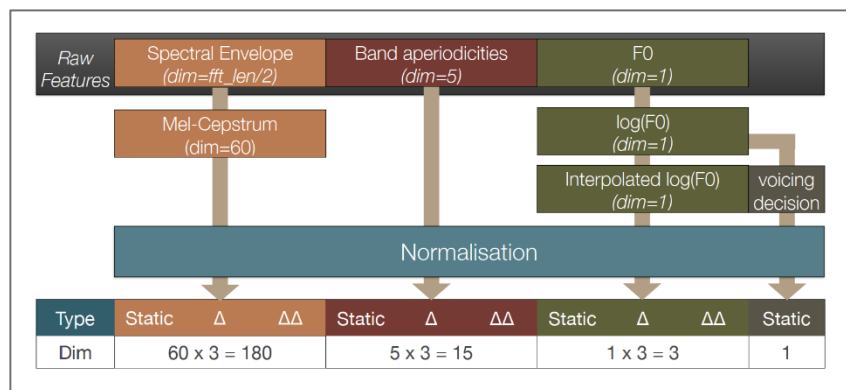 Raw Features
Spectral Envelope
(dim=fft_len/2)
Band aperiodicities
(dim=5)
F0
(dim=1)
Mel-Cepstrum
(dim=60)
log(F0)
(dim=1)
Interpolated log(F0)
(dim=1)
voicing
decision
Normalisation
Type Static Δ ΔΔ Static Δ ΔΔ Static Δ ΔΔ Static
Dim 60 x 3 = 180 5 x 3 = 15 1 x 3 = 3 1